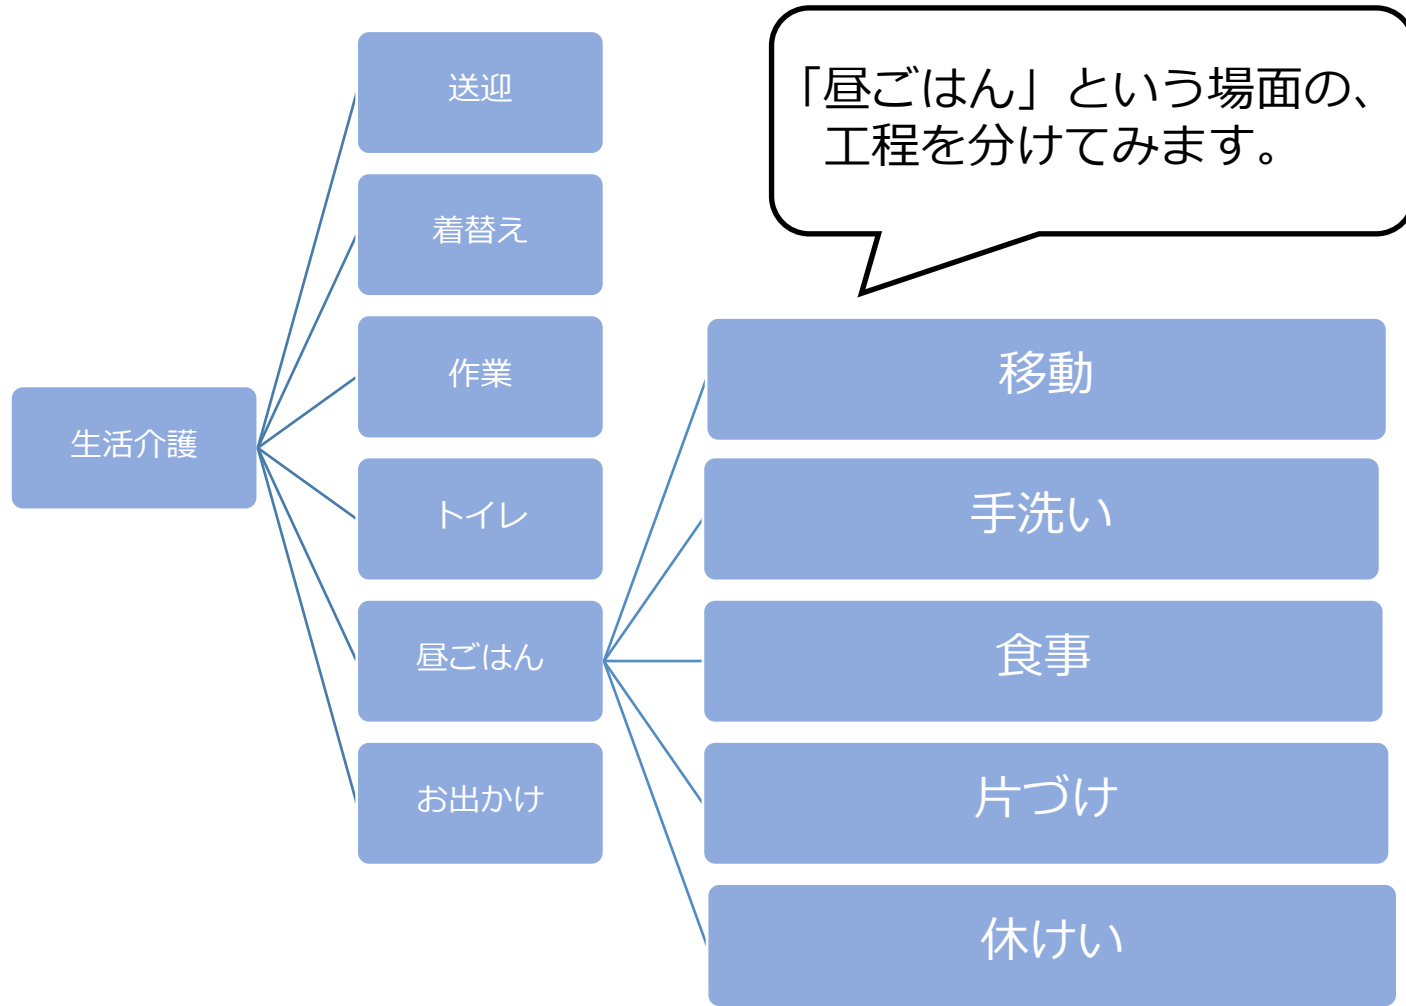 「昼ごはん」という場面の、
工程を分けてみます。
生活介護
送迎
着替え
作業
トイレ
昼ごはん
お出かけ
移動
手洗い
食事
片づけ
休けい